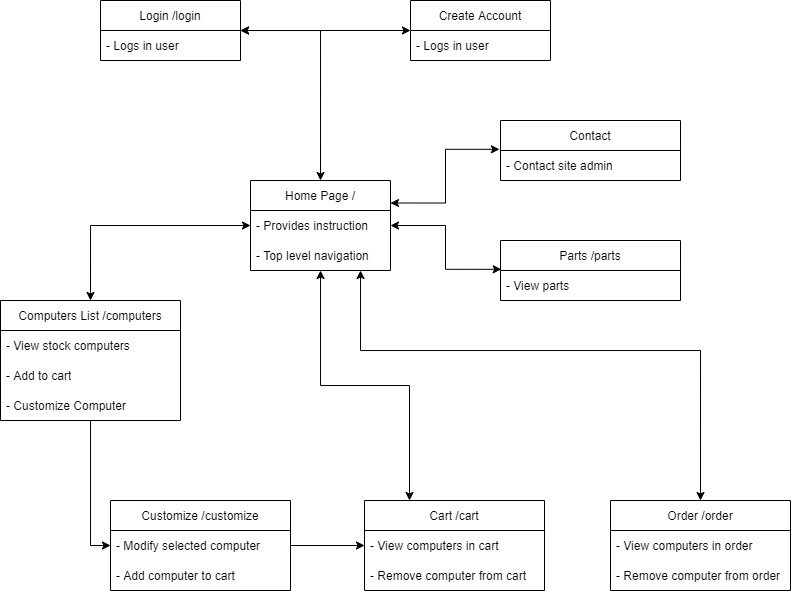 Login /login
- Logs in user
Create Account
- Logs in user
Contact
- Contact site admin
Home Page /
- Provides instruction
- Top level navigation
Parts /parts
- View parts
Computers List /computers
- View stock computers
- Add to cart
- Customize Computer
Customize /customize
- Modify selected computer
- Add computer to cart
Cart /cart
- View computers in cart
- Remove computer from cart
Order /order
- View computers in order
- Remove computer from order